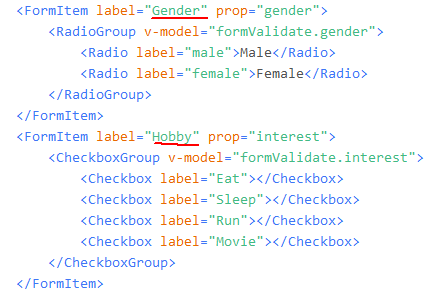 <FormItem label="Gender" prop="gender">
<RadioGroup v-model="formValidate.gender">
<Radio label="male">Male</Radio>
<Radio label="female">Female</Radio>
</RadioGroup>
</FormItem>
<FormItem label="Hobby" prop="interest">
<CheckboxGroup v-model="formValidate.interest">
<Checkbox label="Eat"></Checkbox>
<Checkbox label="Sleep"></Checkbox>
<Checkbox label="Run"></Checkbox>
<Checkbox label="Movie"></Checkbox>
</CheckboxGroup>
</FormItem>